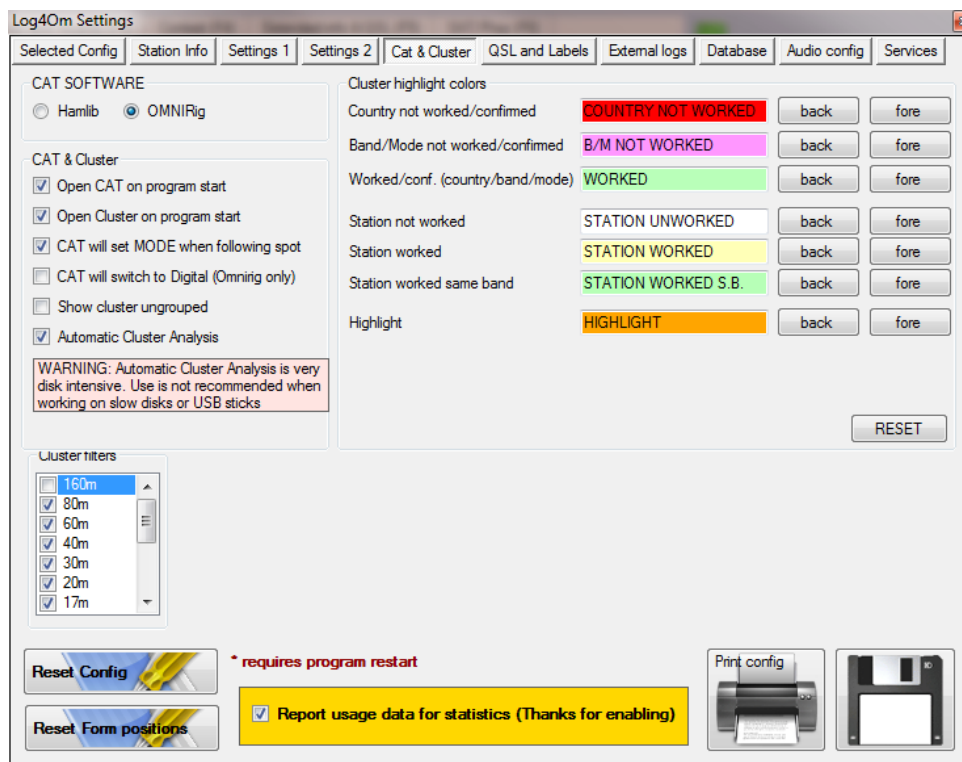 Log4Om Settings
Selected Config Station Info Settings 1 Settings 2 Cat & Cluster QSL and Labels External logs Database Audio config Services
CAT SOFTWARE
Hamlib OMNIRig
CAT & Cluster
Open CAT on program start
Open Cluster on program start
CAT will set MODE when following spot
CAT will switch to Digital (Omnirig only)
Show cluster ungrouped
Automatic Cluster Analysis
WARNING: Automatic Cluster Analysis is very
disk intensive. Use is not recommended when
working on slow disks or USB sticks
Cluster highlight colors
Country not worked/confirmed COUNTRY NOT WORKED back fore
Band/Mode not worked/confirmed B/M NOT WORKED back fore
Worked/conf. (country/band/mode) WORKED back fore
Station not worked STATION UNWORKED back fore
Station worked STATION WORKED back fore
Station worked same band STATION WORKED S.B. back fore
Highlight HIGHLIGHT back fore
RESET
Cluster filters
160m
80m
60m
40m
30m
20m
17m
Reset Config
Reset Form positions
* requires program restart
Report usage data for statistics (Thanks for enabling)
Print config